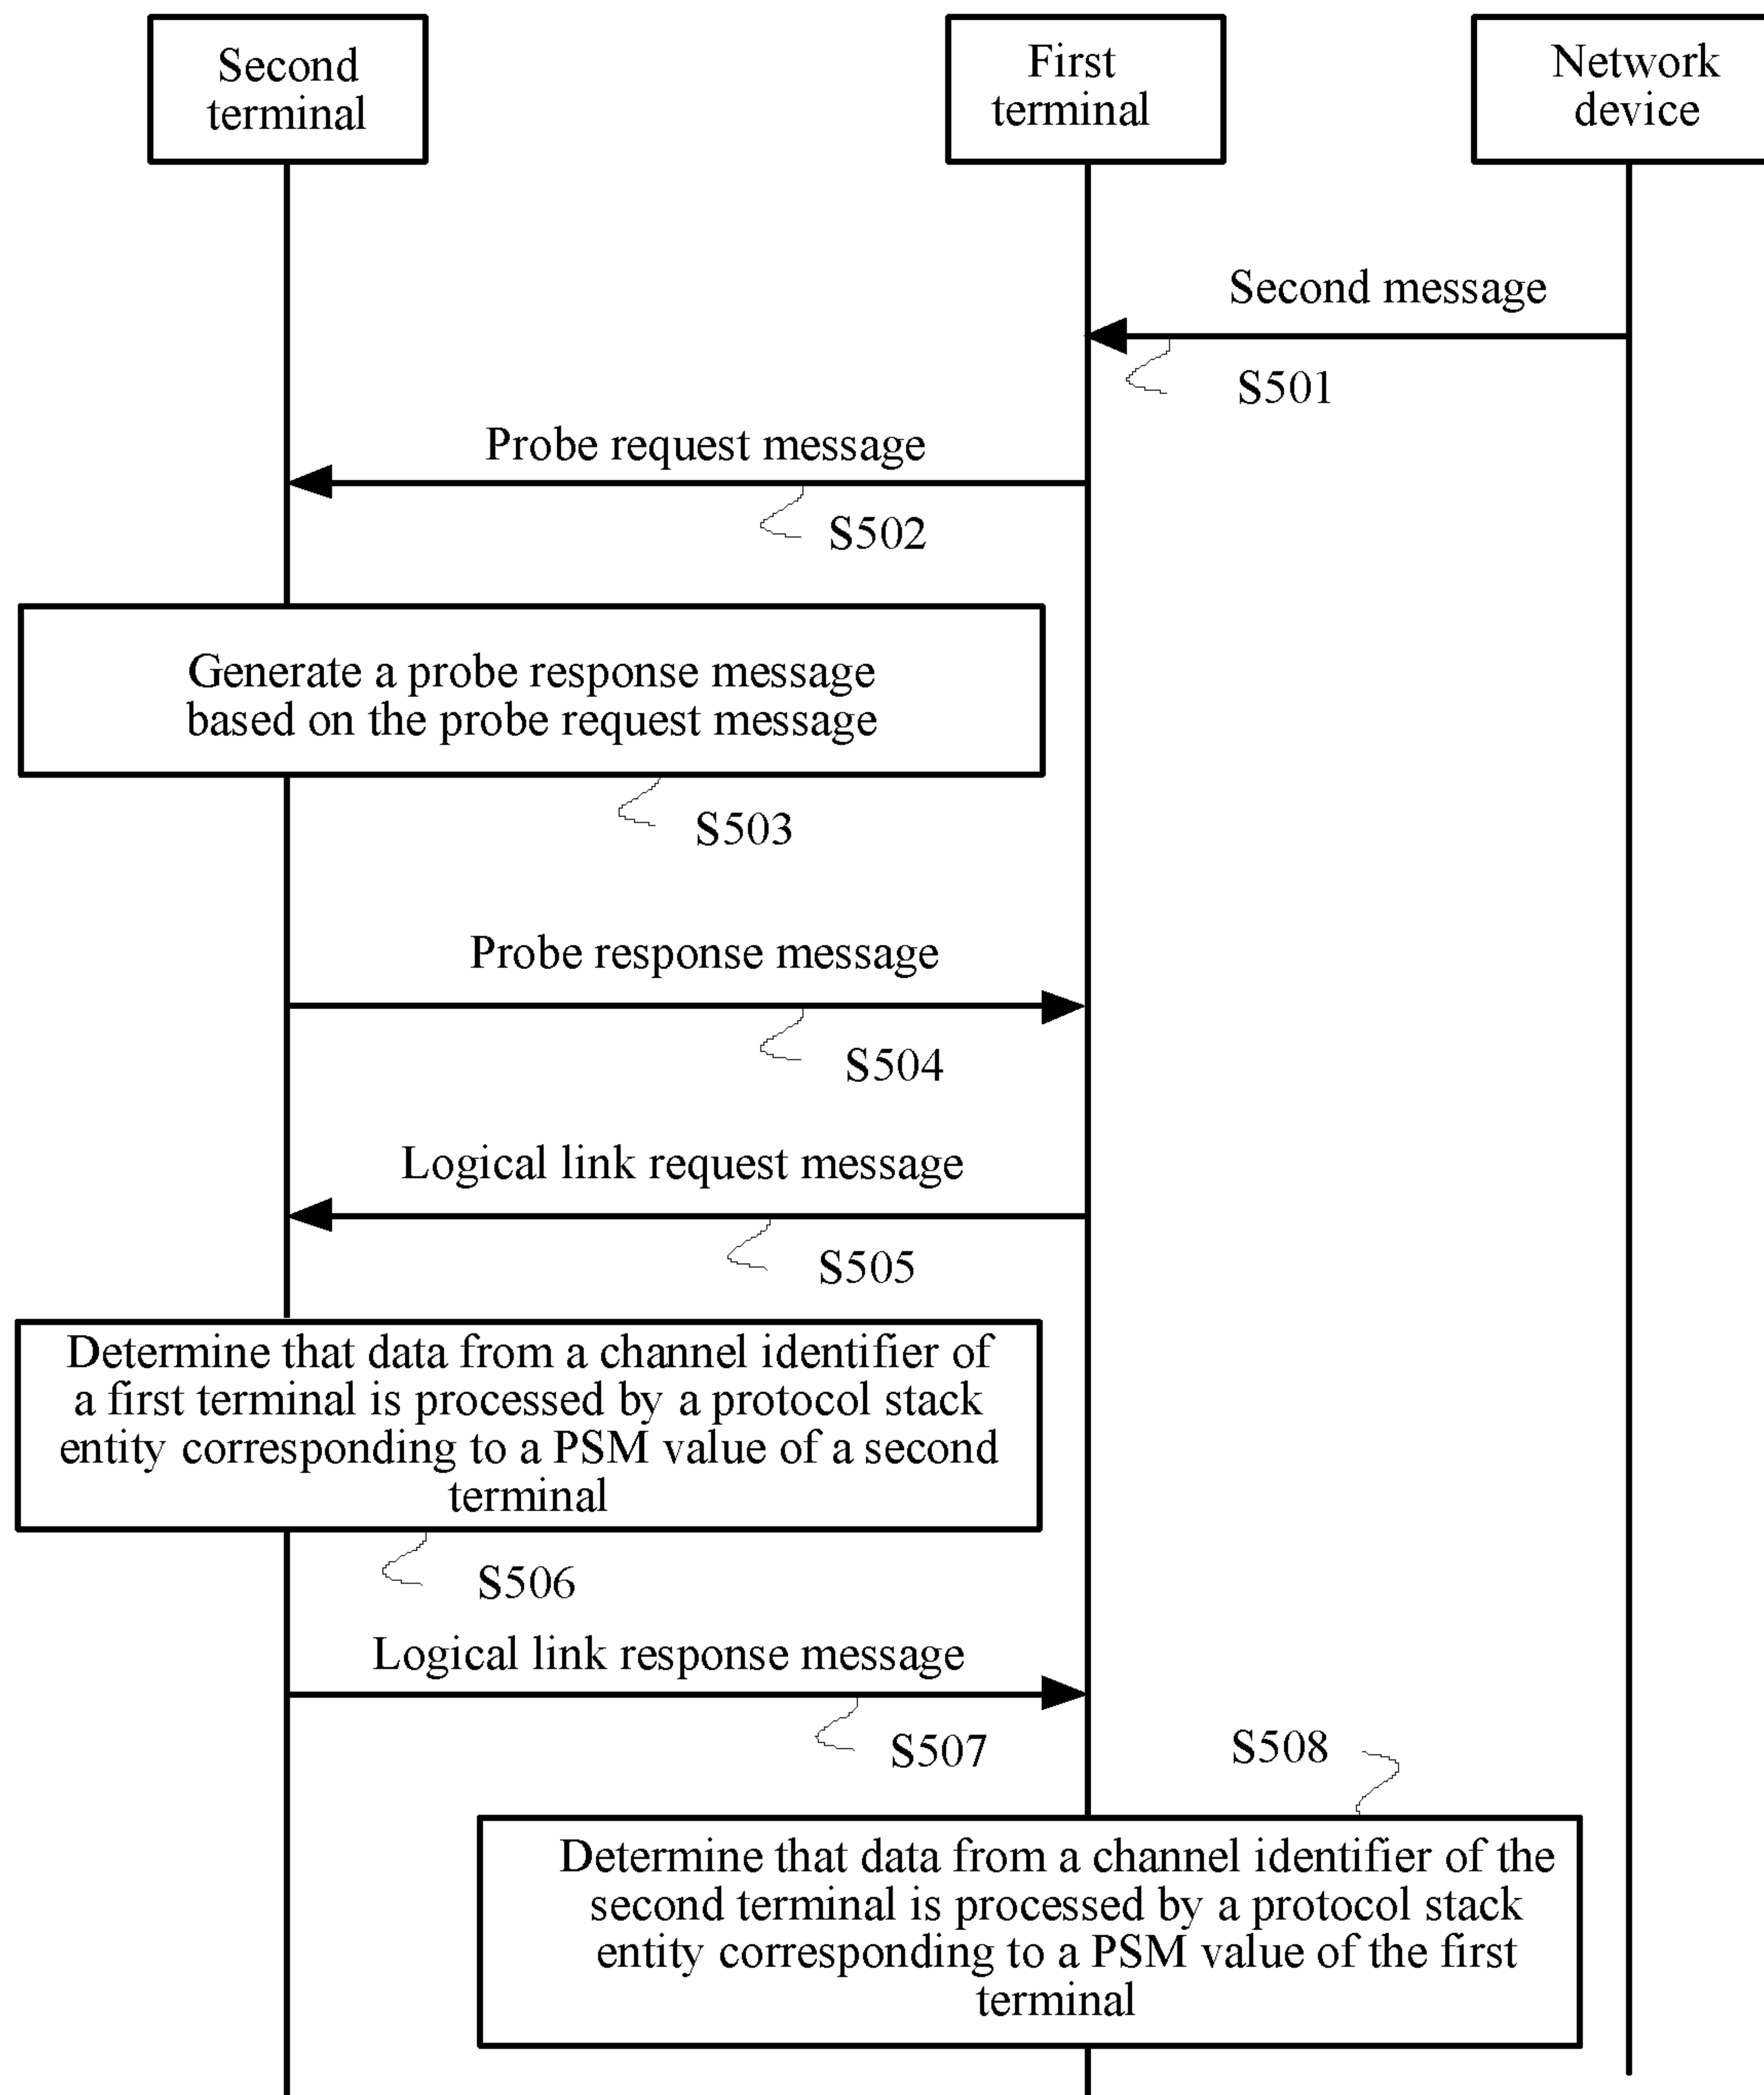 Second
terminal
First
terminal
Network
device
Second message
S501
Probe request message
S502
Generate a probe response message
based on the probe request message
S503
Probe response message
S504
Logical link request message
S505
Determine that data from a channel identifier of
a first terminal is processed by a protocol stack
entity corresponding to a PSM value of a second
terminal
S506
Logical link response message
S507
S508
Determine that data from a channel identifier of the
second terminal is processed by a protocol stack
entity corresponding to a PSM value of the first
terminal